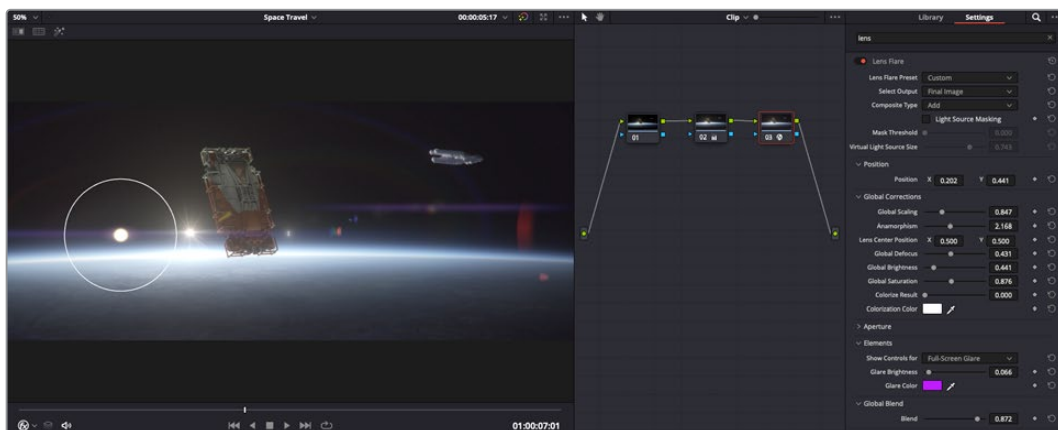 50%
Space Travel
00:00:05:17
Clip
Library
Settings
lens
Lens Flare
Lens Flare Preset Custom
Select Output Final Image
Composite Type Add
Light Source Masking
Mask Threshold 0.000
Virtual Light Source Size 0.763
Position
Position X 0.202 Y 0.441
Global Corrections
Global Scaling 0.847
Anamorphism 2.168
Lens Center Position X 0.500 Y 0.500
Global Defocus 0.431
Global Brightness 0.441
Global Saturation 0.876
Colorize Result 0.000
Colorization Color
Aperture
Elements
Show Controls for Full-Screen Glare
Glare Brightness 0.066
Glare Color
Global Blend
Blend 0.872
01
02
03
01:00:07:01